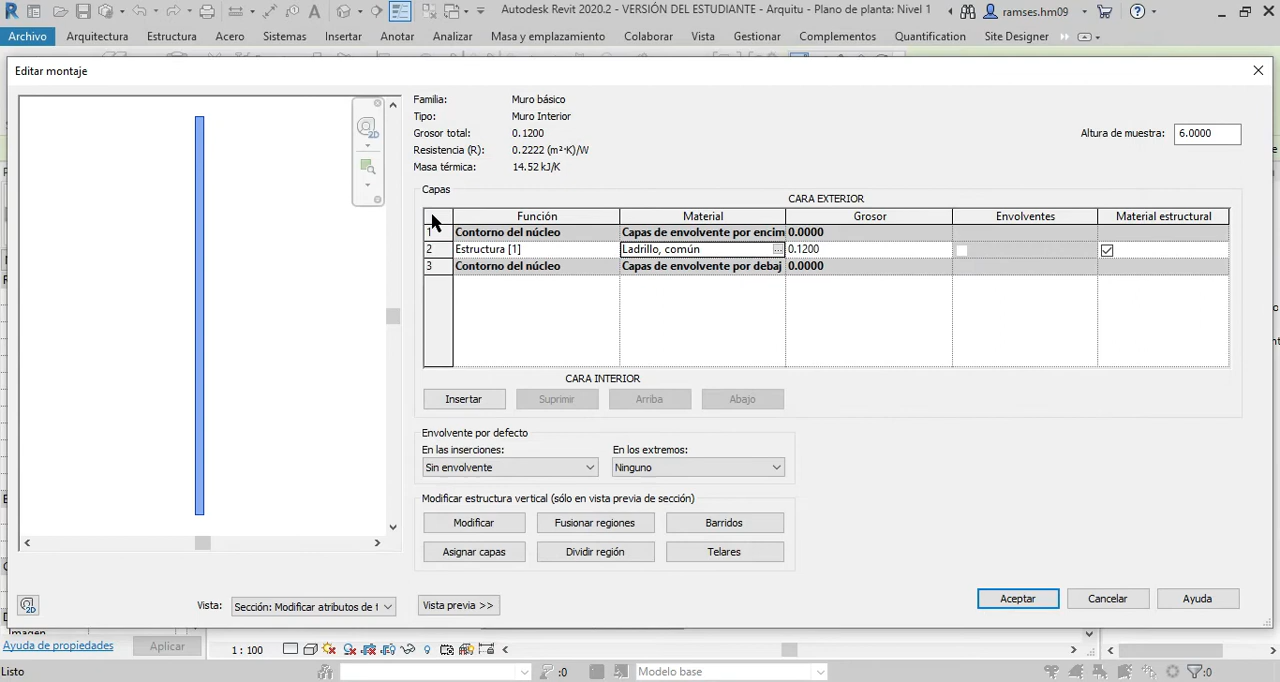 Autodesk Revit 2020.2 - VERSIÓN DEL ESTUDIANTE - Arquitu - Plano de planta: Nivel 1
ramses.hm09
Archivo Arquitectura Estructura Acero Sistemas Insertar Anotar Analizar Masa y emplazamiento Colaborar Vista Gestionar Complementos Quantification Site Designer
Editar montaje
Familia: Muro básico
Tipo: Muro Interior
Grosor total: 0.1200
Altura de muestra: 6.0000
Resistencia (R): 0.2222 (m²·K)/W
Masa térmica: 14.52 kJ/K
Capas
CARA EXTERIOR
Función Material Grosor Envolventes Material estructural
1 Contorno del núcleo Capas de envolvente por encim 0.0000
2 Estructura [1] Ladrillo, común ... 0.1200
3 Contorno del núcleo Capas de envolvente por debaj 0.0000
CARA INTERIOR
Insertar Suprimir Arriba Abajo
Envolvente por defecto
En las inserciones: En los extremos:
Sin envolvente Ninguno
Modificar estructura vertical (sólo en vista previa de sección)
Modificar Fusionar regiones Barridos
Asignar capas Dividir región Telares
Vista: Sección: Modificar atributos de t Vista previa >>
Aceptar Cancelar Ayuda
Imagen
Ayuda de propiedades Aplicar
1 : 100
Listo
:0
Modelo base
:0